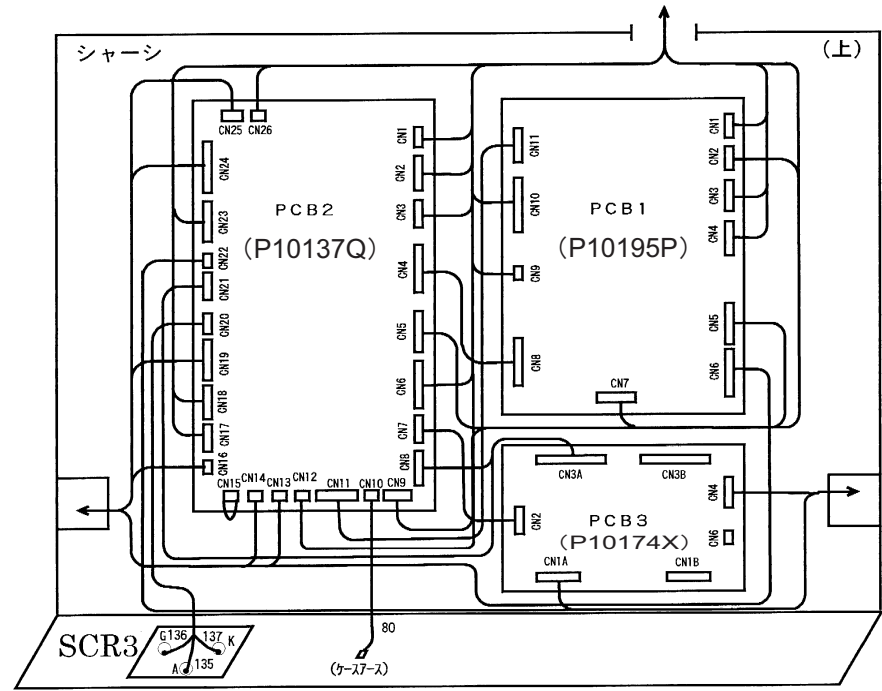 シャーシ
(上)
CN25
CN26
CN24
CN23
CN22
CN21
CN20
CN19
CN18
CN17
CN16
PCB2
(P10137Q)
CN1
CN2
CN3
CN4
CN5
CN6
CN7
CN8
CN15
CN14
CN13
CN12
CN11
CN10
CN9
CN11
CN10
CN9
CN8
PCB1
(P10195P)
CN1
CN2
CN3
CN4
CN5
CN6
CN7
CN3A
CN3B
CN2
PCB3
(P10174X)
CN4
CN6
CN1A
CN1B
SCR3
G
136
137
K
A
135
80
(ケースアース)